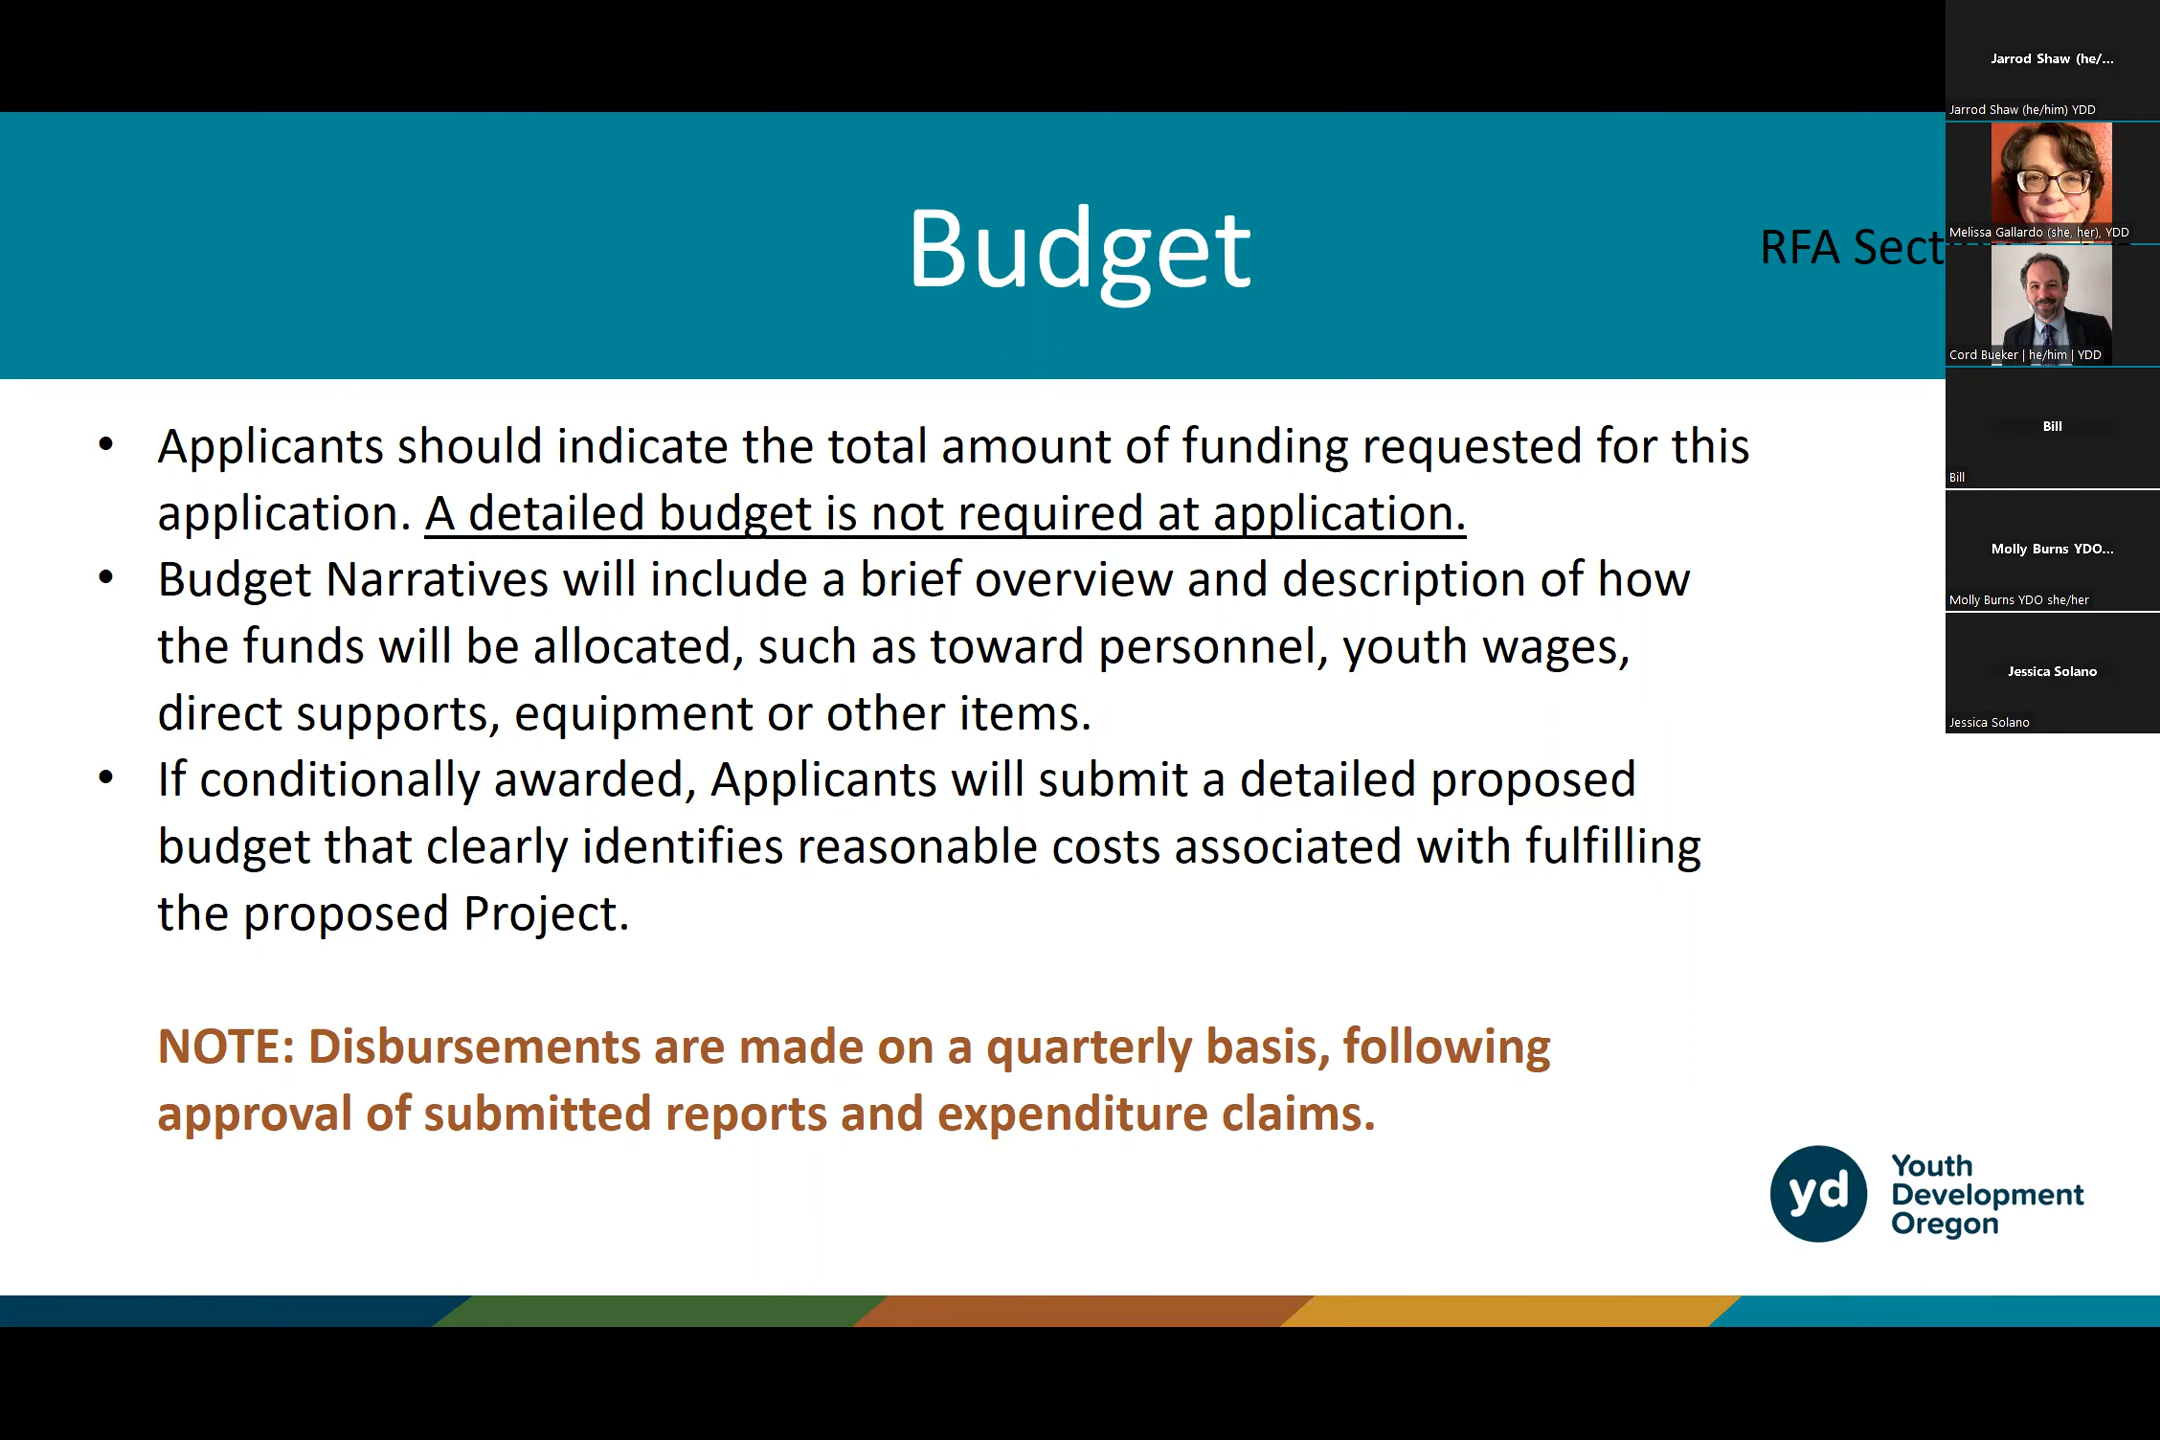 Budget
RFA Sect
• Applicants should indicate the total amount of funding requested for this
application. A detailed budget is not required at application.
• Budget Narratives will include a brief overview and description of how
the funds will be allocated, such as toward personnel, youth wages,
direct supports, equipment or other items.
• If conditionally awarded, Applicants will submit a detailed proposed
budget that clearly identifies reasonable costs associated with fulfilling
the proposed Project.
NOTE: Disbursements are made on a quarterly basis, following
approval of submitted reports and expenditure claims.
yd
Youth
Development
Oregon
Jarrod Shaw (he/...
Jarrod Shaw (he/him) YDD
Melissa Gallardo (she, her), YDD
Cord Bueker | he/him | YDD
Bill
Bill
Molly Burns YDO...
Molly Burns YDO she/her
Jessica Solano
Jessica Solano